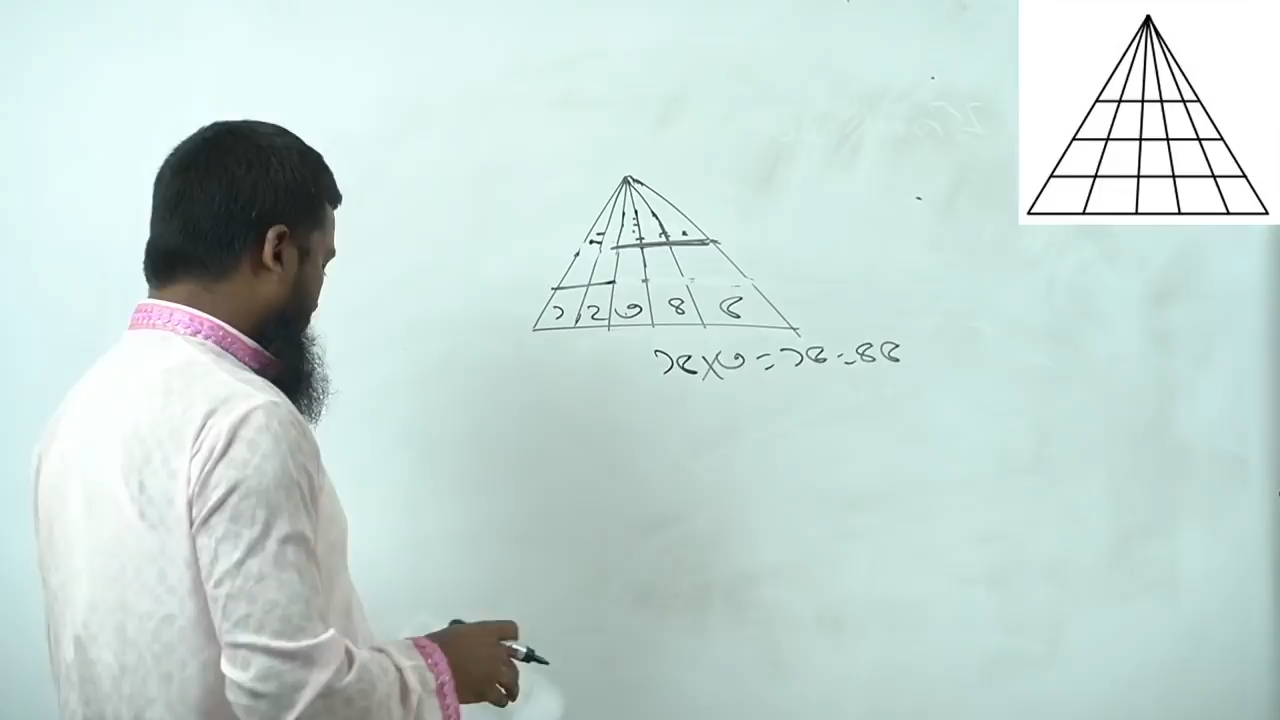 ১ ২ ৩ ৪ ৫
১৫×৩ = ১৫ = ৪৫